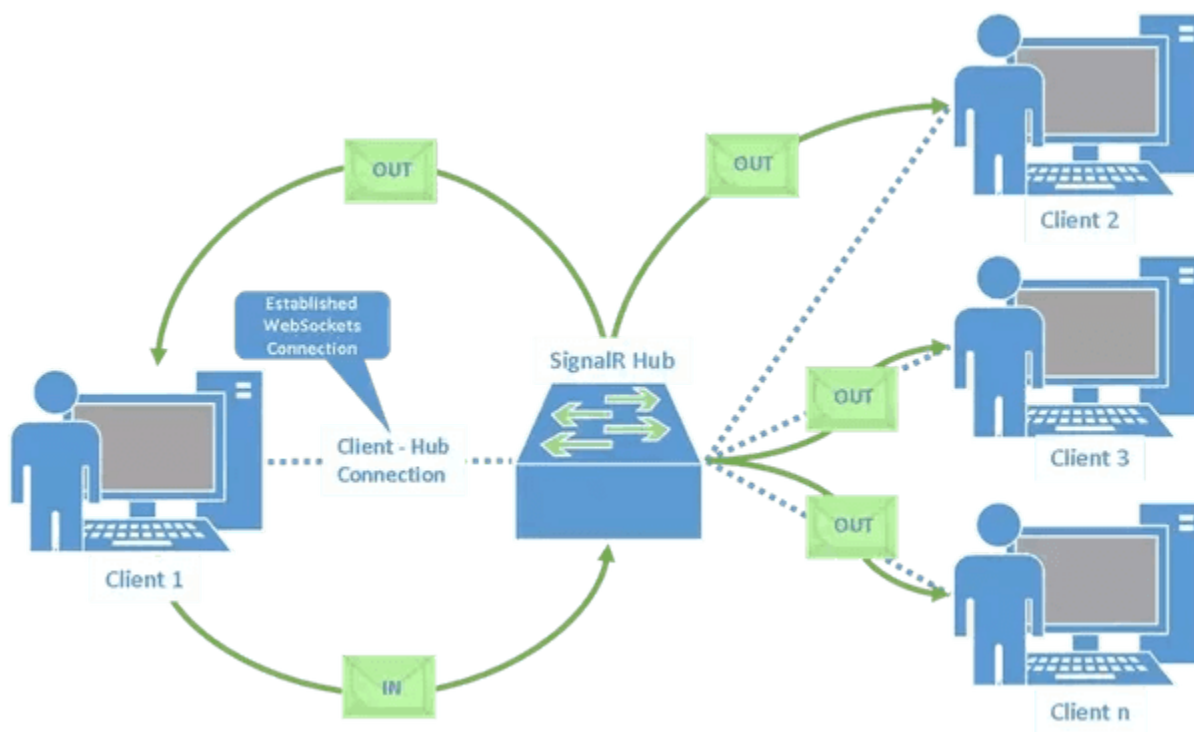 OUT
OUT
Client 2
Established
WebSockets
Connection
SignalR Hub
OUT
Client - Hub
Connection
Client 3
OUT
Client 1
IN
Client n